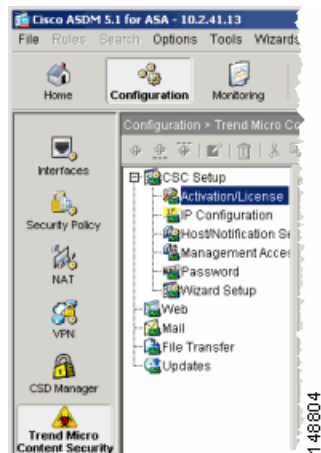 Cisco ASDM 5.1 for ASA - 10.2.41.13
File Rules Search Options Tools Wizards
Home Configuration Monitoring
Configuration > Trend Micro Co
Interfaces
Security Policy
NAT
VPN
CSD Manager
Trend Micro
Content Security
CSC Setup
Activation/License
IP Configuration
Host/Notification Se
Management Acces
Password
Wizard Setup
Web
Mail
File Transfer
Updates
148804